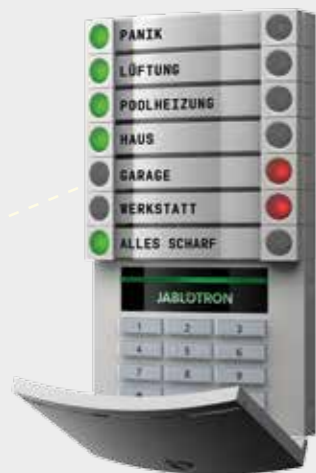 PANIK
LÜFTUNG
POOLHEIZUNG
HAUS
GARAGE
WERKSTATT
ALLES SCHARF
JABLOTRON
1 2 3
4 5 6
7 8 9